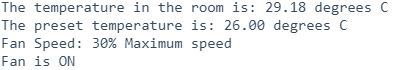 The temperature in the room is: 29.18 degrees C
The preset temperature is: 26.00 degrees C
Fan Speed: 30% Maximum speed
Fan is ON